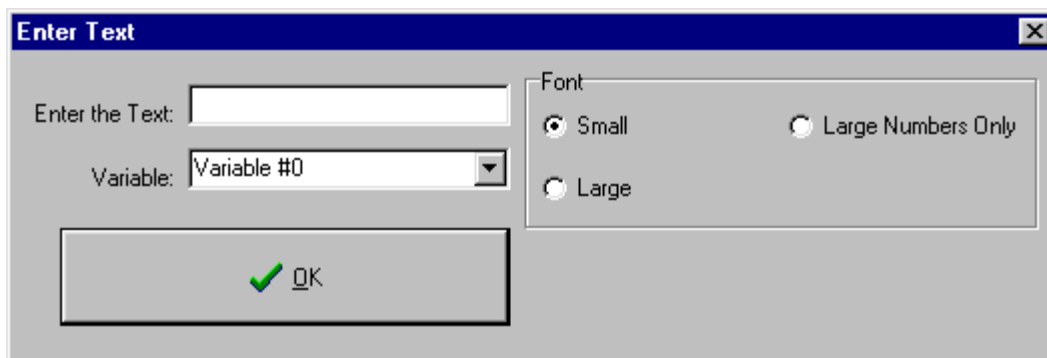 Enter Text
Enter the Text:
Variable: Variable #0
OK
Font
Small
Large Numbers Only
Large